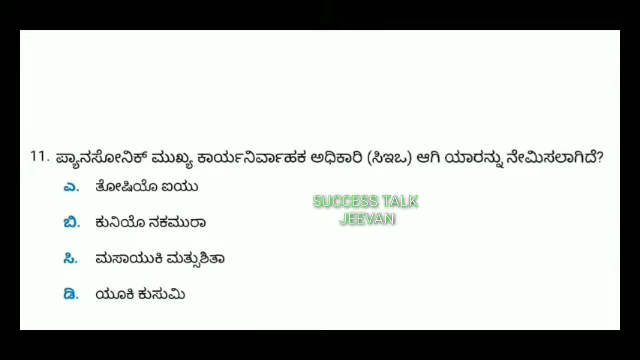 11. ಪ್ಯಾನಸೋನಿಕ್ ಮುಖ್ಯ ಕಾರ್ಯನಿರ್ವಾಹಕ ಅಧಿಕಾರಿ (ಸಿಇಒ) ಆಗಿ ಯಾರನ್ನು ನೇಮಿಸಲಾಗಿದೆ?
ಎ. ತೋಷಿಯೊ ಐಯು
SUCCESS TALK
JEEVAN
ಬಿ. ಕುನಿಯೊ ನಕಮುರಾ
ಸಿ. ಮಸಾಯುಕಿ ಮತ್ಸುಶಿತಾ
ಡಿ. ಯೂಕಿ ಕುಸುಮಿ